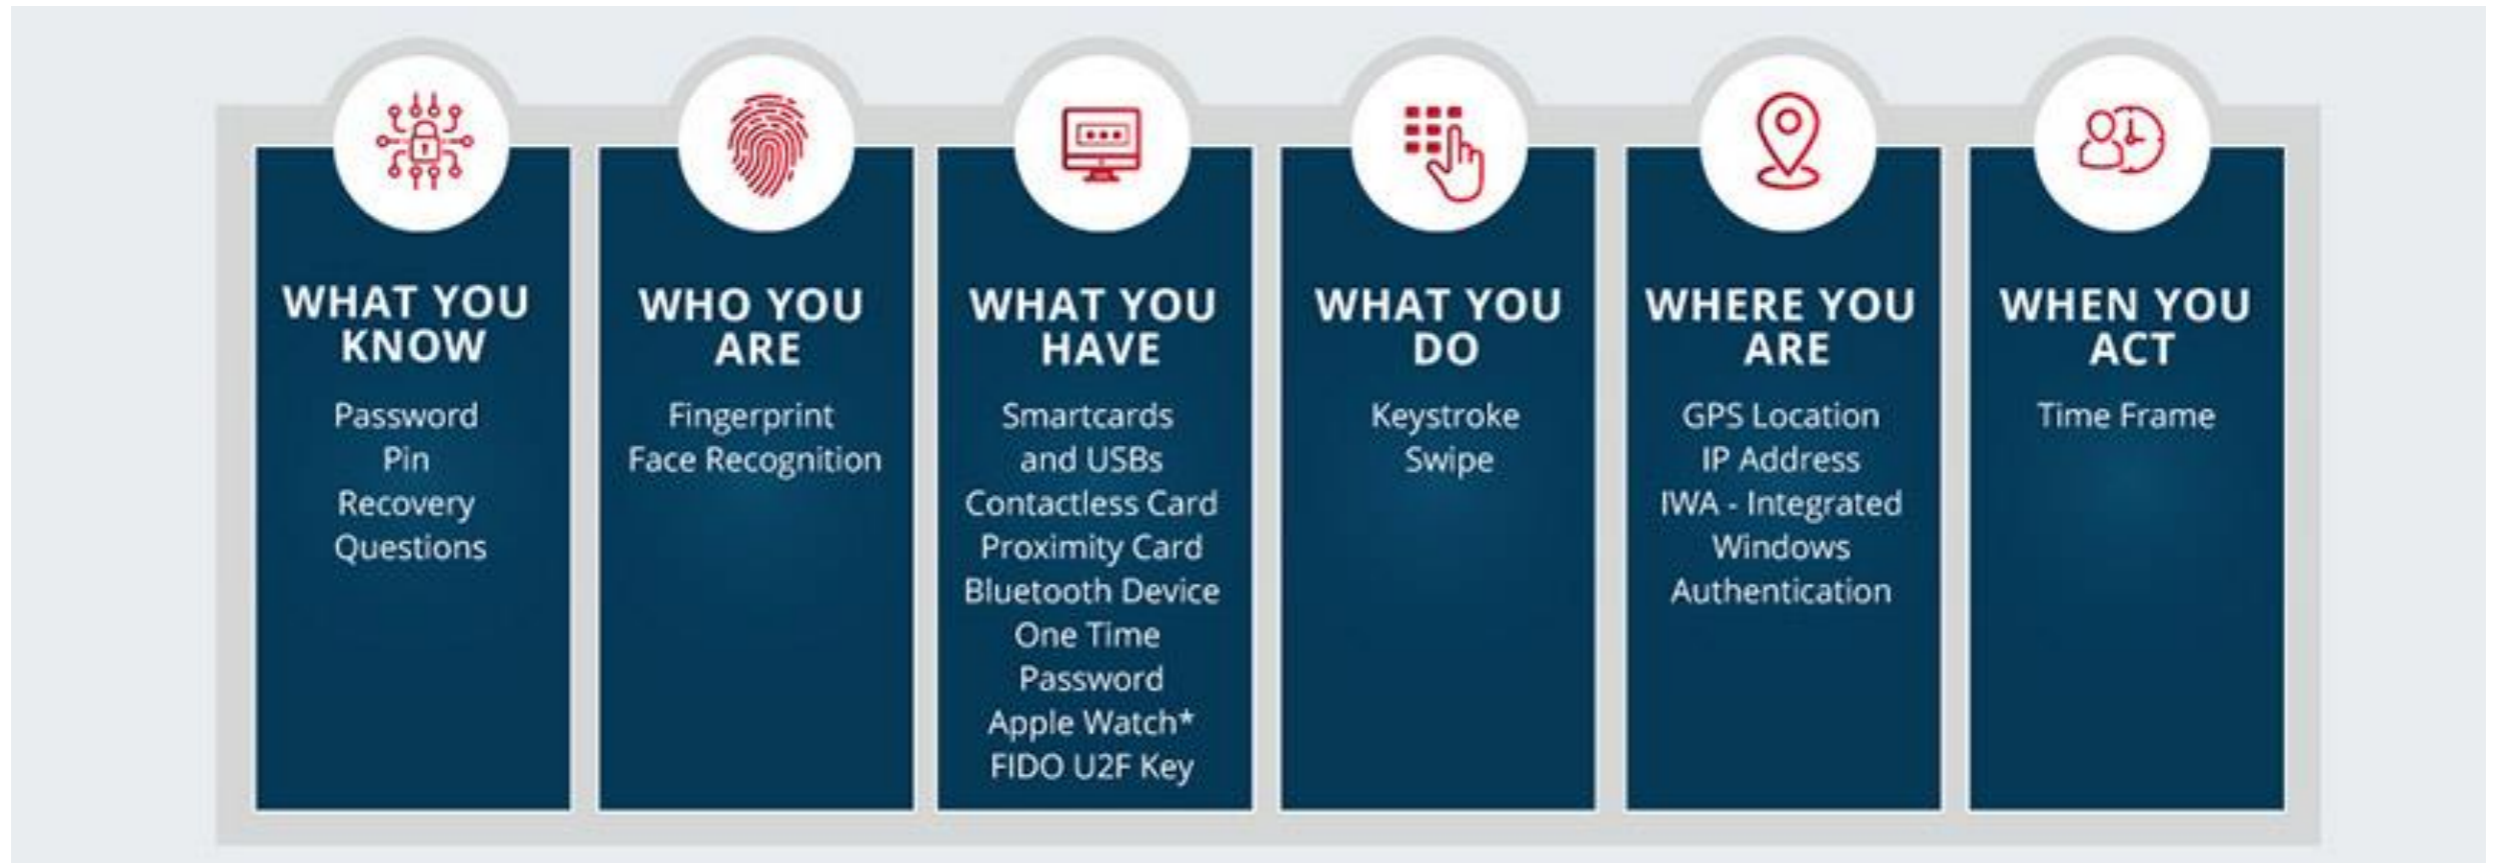 WHAT YOU
KNOW
Password
Pin
Recovery
Questions
WHO YOU
ARE
Fingerprint
Face Recognition
WHAT YOU
HAVE
Smartcards
and USBs
Contactless Card
Proximity Card
Bluetooth Device
One Time
Password
Apple Watch*
FIDO U2F Key
WHAT YOU
DO
Keystroke
Swipe
WHERE YOU
ARE
GPS Location
IP Address
IWA - Integrated
Windows
Authentication
WHEN YOU
ACT
Time Frame